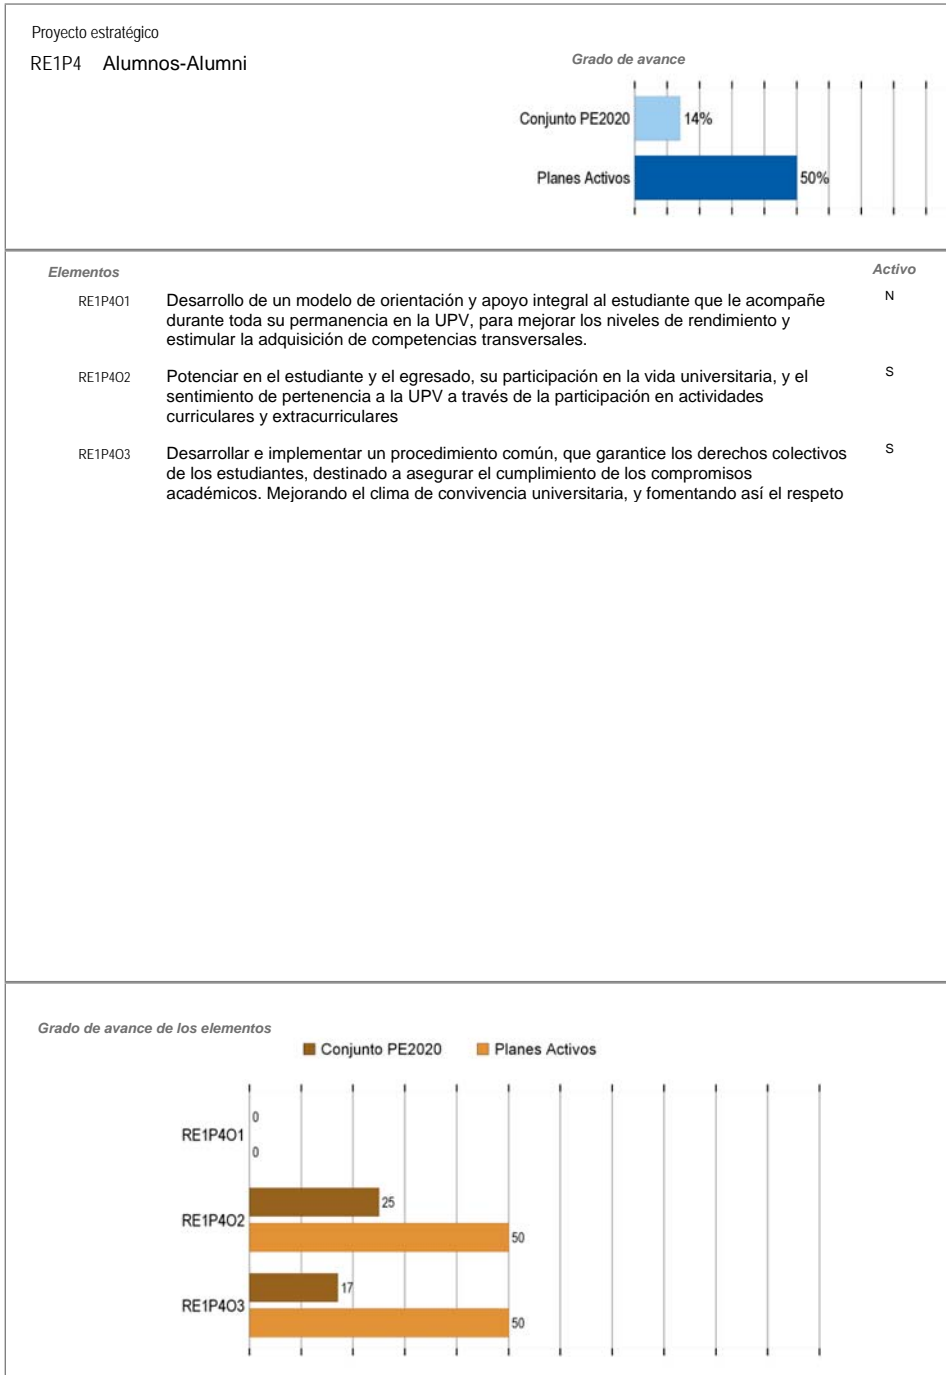 Proyecto estratégico
RE1P4 Alumnos-Alumni
Grado de avance
Conjunto PE2020 14%
Planes Activos 50%
Elementos Activo
RE1P4O1 Desarrollo de un modelo de orientación y apoyo integral al estudiante que le acompañe N
durante toda su permanencia en la UPV, para mejorar los niveles de rendimiento y
estimular la adquisición de competencias transversales.
RE1P4O2 Potenciar en el estudiante y el egresado, su participación en la vida universitaria, y el S
sentimiento de pertenencia a la UPV a través de la participación en actividades
curriculares y extracurriculares
RE1P4O3 Desarrollar e implementar un procedimiento común, que garantice los derechos colectivos S
de los estudiantes, destinado a asegurar el cumplimiento de los compromisos
académicos. Mejorando el clima de convivencia universitaria, y fomentando así el respeto
Grado de avance de los elementos
Conjunto PE2020 Planes Activos
0
RE1P4O1
0
25
RE1P4O2
50
17
RE1P4O3
50